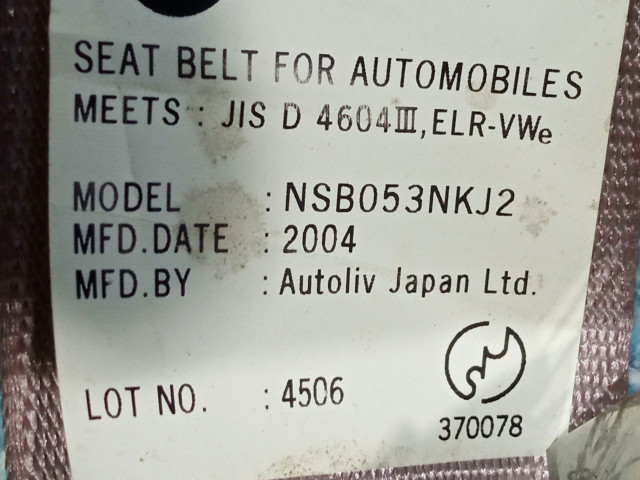 SEAT BELT FOR AUTOMOBILES
MEETS : JIS D 4604III, ELR-VWe
MODEL : NSB053NKJ2
MFD.DATE : 2004
MFD.BY : Autoliv Japan Ltd.
LOT NO. : 4506
370078